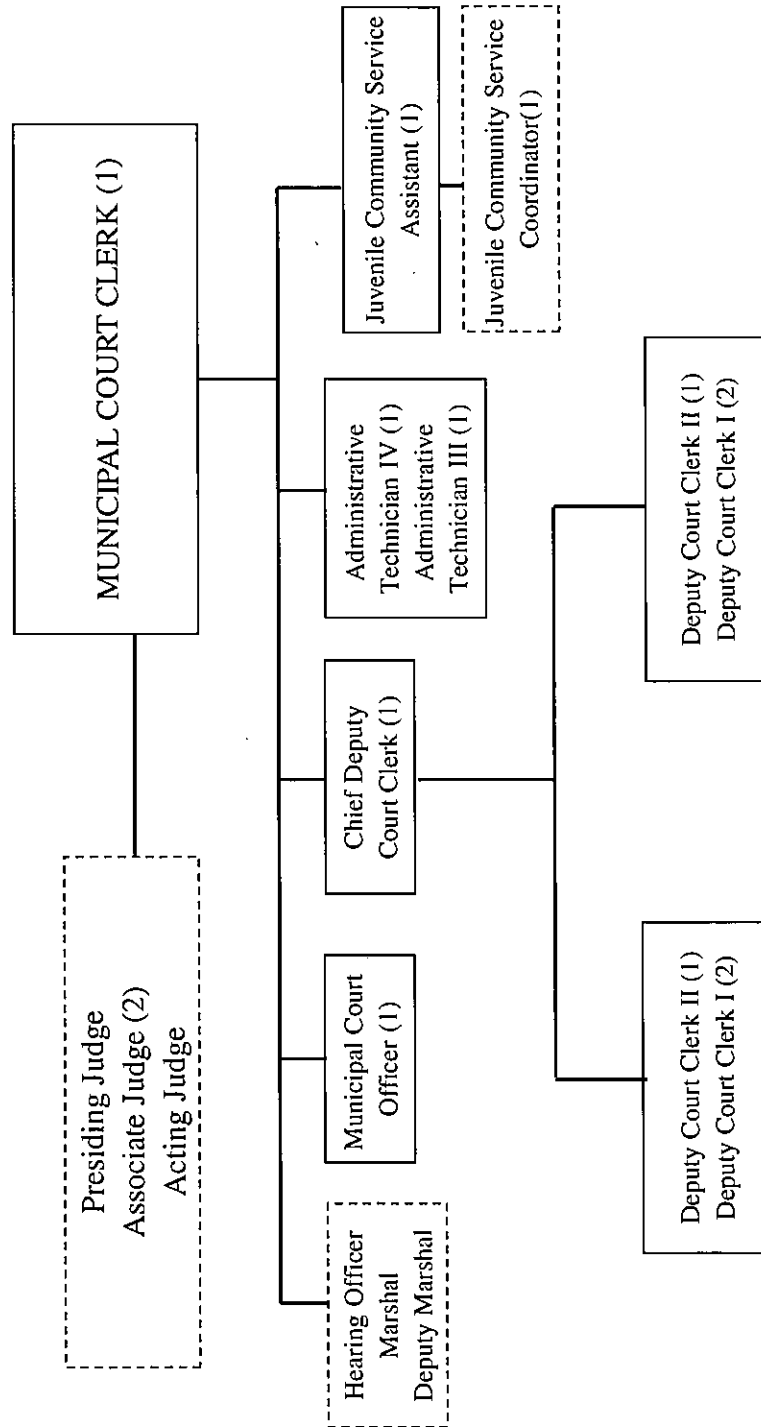 MUNICIPAL COURT CLERK (1)
Presiding Judge
Associate Judge (2)
Acting Judge
Hearing Officer
Marshal
Deputy Marshal
Municipal Court
Officer (1)
Chief Deputy
Court Clerk (1)
Administrative
Technician IV (1)
Administrative
Technician III (1)
Juvenile Community Service
Assistant (1)
Juvenile Community Service
Coordinator(1)
Deputy Court Clerk II (1)
Deputy Court Clerk I (2)
Deputy Court Clerk II (1)
Deputy Court Clerk I (2)